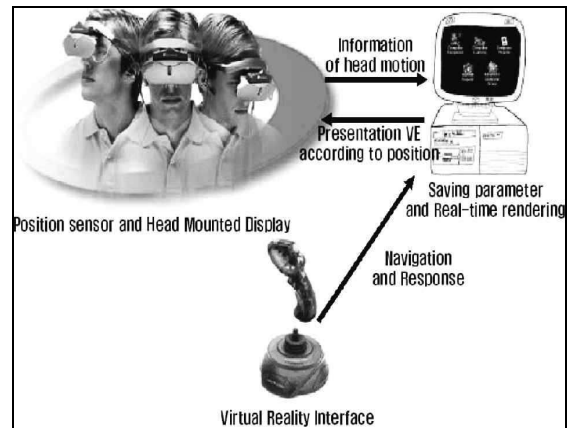 Information
of head motion
Presentation VE
according to position
Saving parameter
and Real-time rendering
Position sensor and Head Mounted Display
Navigation
and Response
Virtual Reality Interface